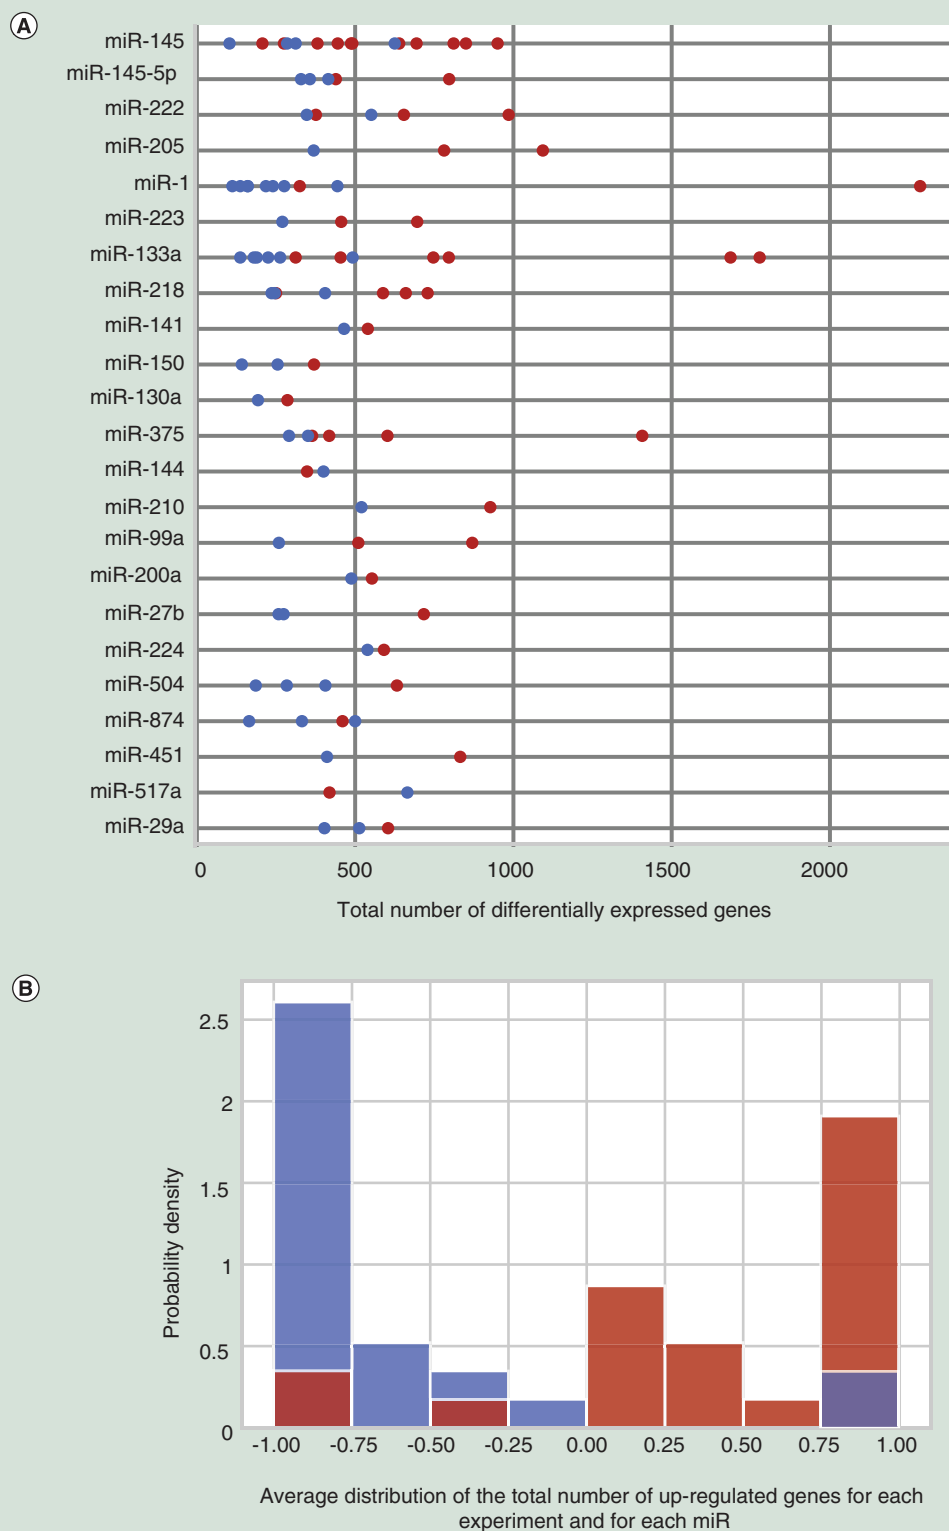 A
miR-145
miR-145-5p
miR-222
miR-205
miR-1
miR-223
miR-133a
miR-218
miR-141
miR-150
miR-130a
miR-375
miR-144
miR-210
miR-99a
miR-200a
miR-27b
miR-224
miR-504
miR-874
miR-451
miR-517a
miR-29a
0 500 1000 1500 2000
Total number of differentially expressed genes
B
Probability density
2.5
2
1.5
1
0.5
0
-1.00 -0.75 -0.50 -0.25 0.00 0.25 0.50 0.75 1.00
Average distribution of the total number of up-regulated genes for each
experiment and for each miR